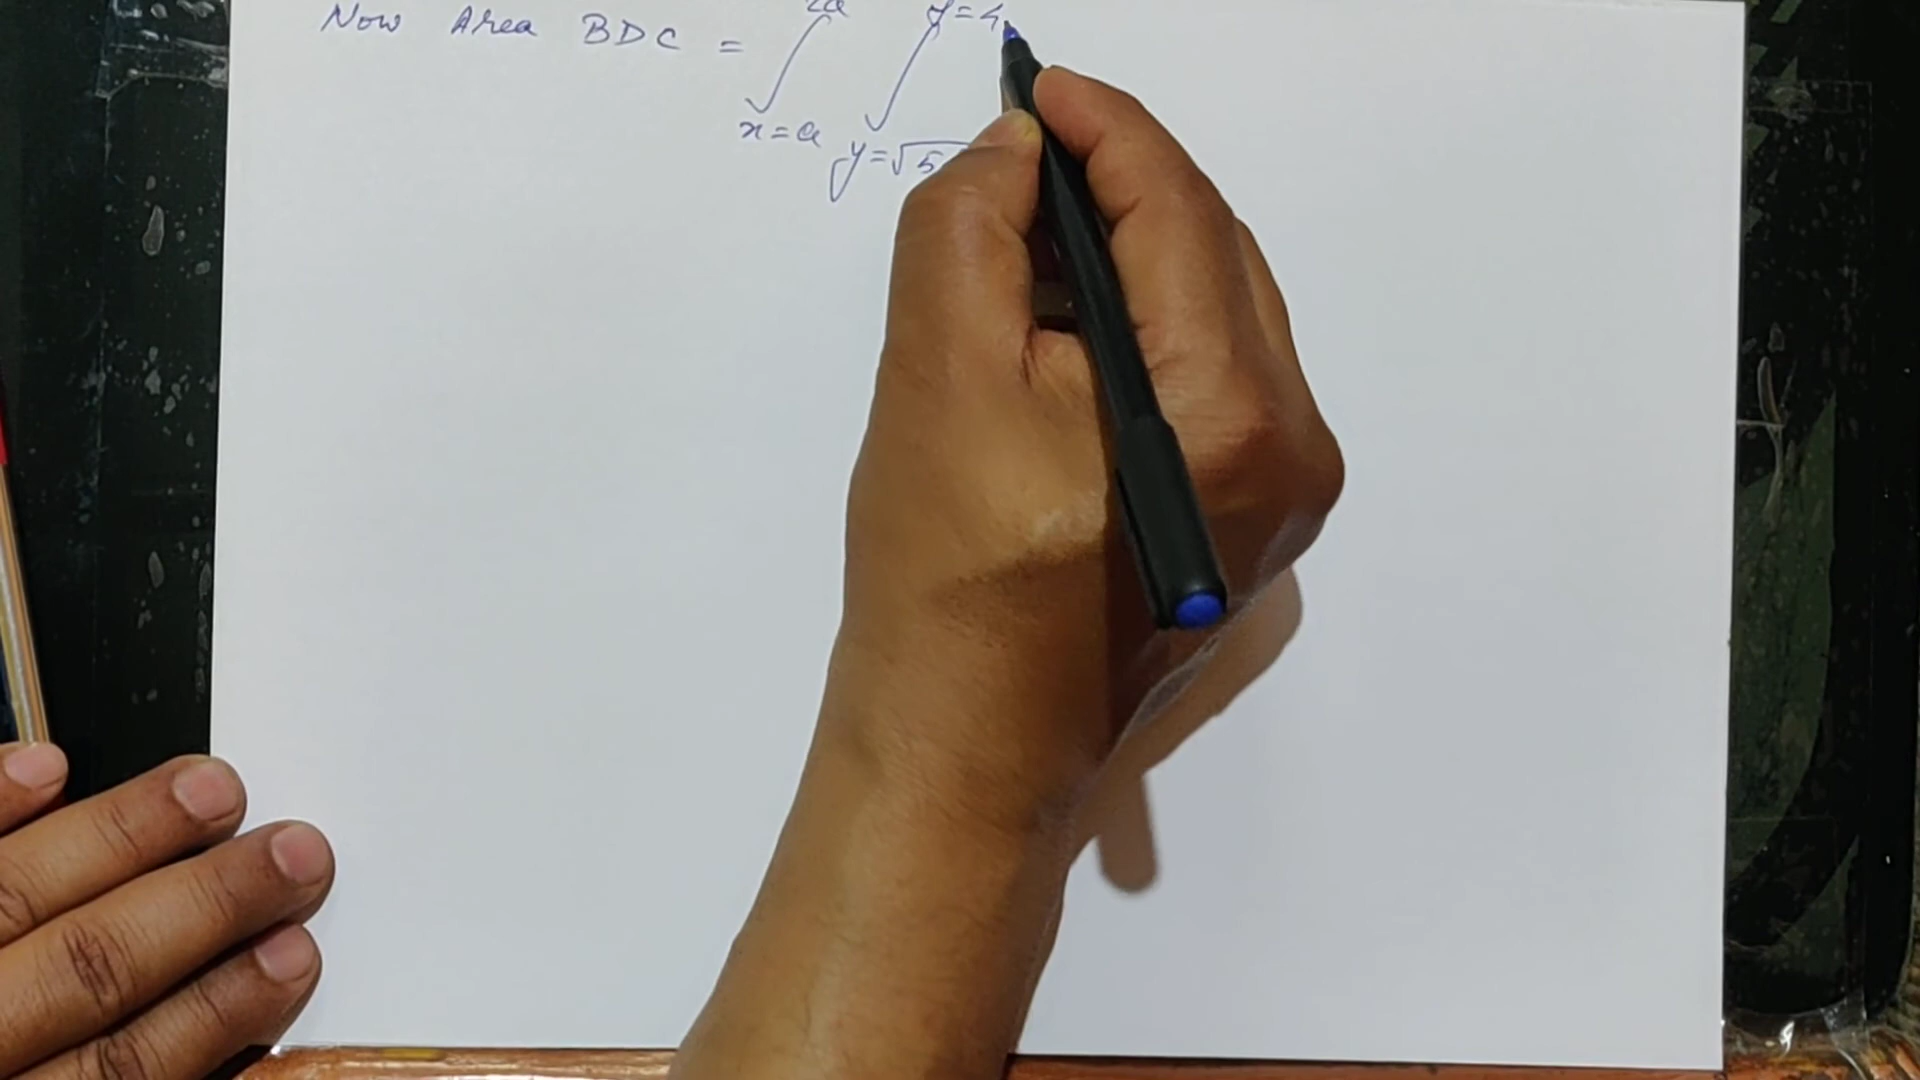 Now Area BDC = ∫ ∫
2a y=4
x=a y=√5